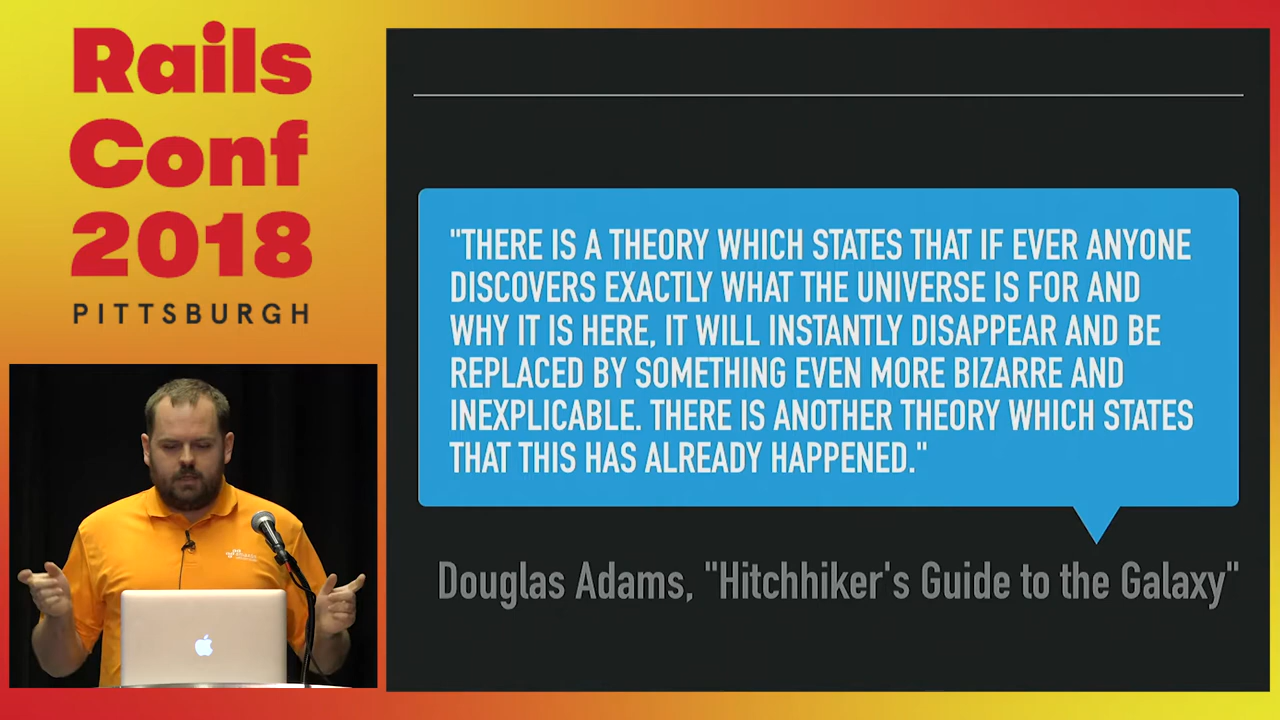 Rails
Conf
2018
PITTSBURGH
"THERE IS A THEORY WHICH STATES THAT IF EVER ANYONE
DISCOVERS EXACTLY WHAT THE UNIVERSE IS FOR AND
WHY IT IS HERE, IT WILL INSTANTLY DISAPPEAR AND BE
REPLACED BY SOMETHING EVEN MORE BIZARRE AND
INEXPLICABLE. THERE IS ANOTHER THEORY WHICH STATES
THAT THIS HAS ALREADY HAPPENED."
Douglas Adams, "Hitchhiker's Guide to the Galaxy"